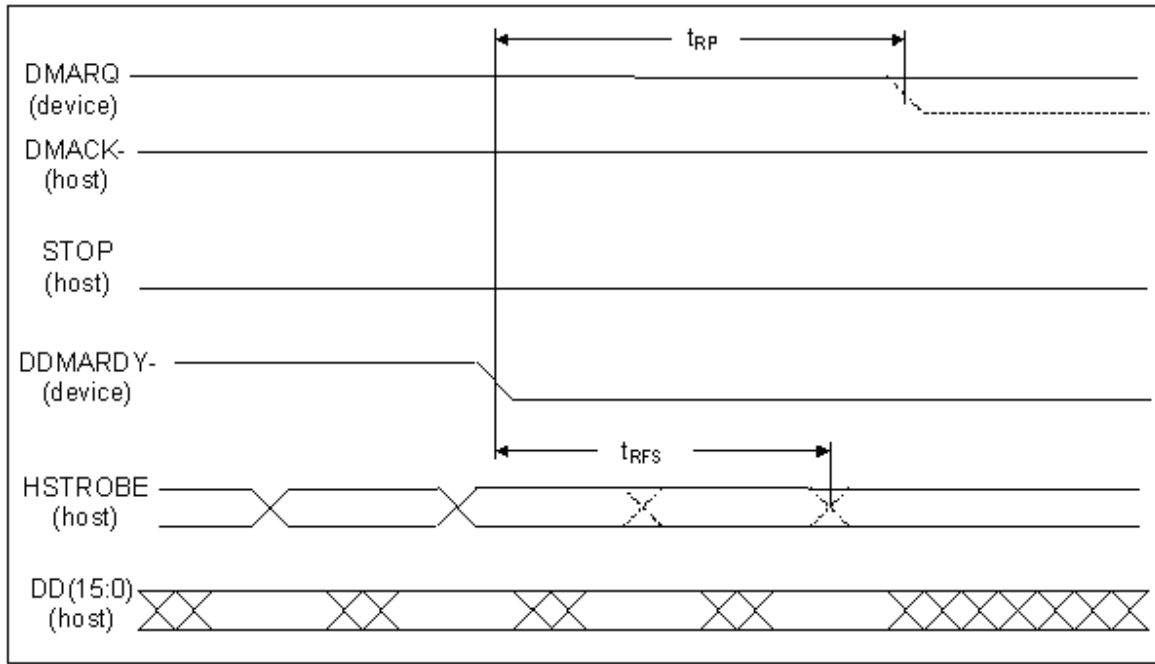 tRP
DMARQ
(device)
DMACK-
(host)
STOP
(host)
DDMARDY-
(device)
tRFS
HSTROBE
(host)
DD(15:0)
(host)